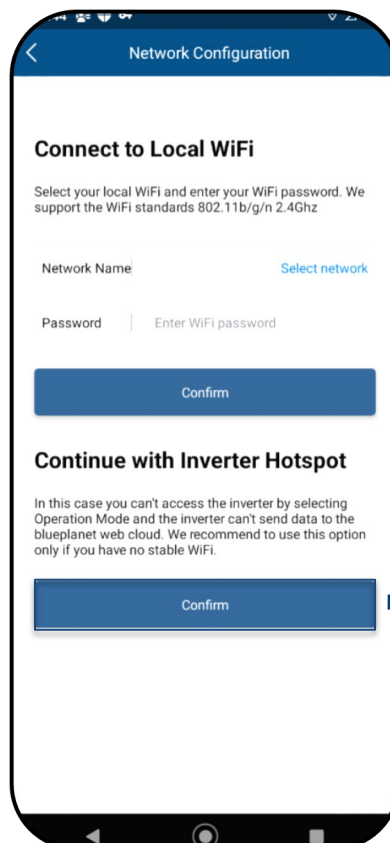 Network Configuration
Connect to Local WiFi
Select your local WiFi and enter your WiFi password. We
support the WiFi standards 802.11b/g/n 2.4Ghz
Network Name
Select network
Password
Enter WiFi password
Confirm
Continue with Inverter Hotspot
In this case you can't access the inverter by selecting
Operation Mode and the inverter can't send data to the
blueplanet web cloud. We recommend to use this option
only if you have no stable WiFi.
Confirm